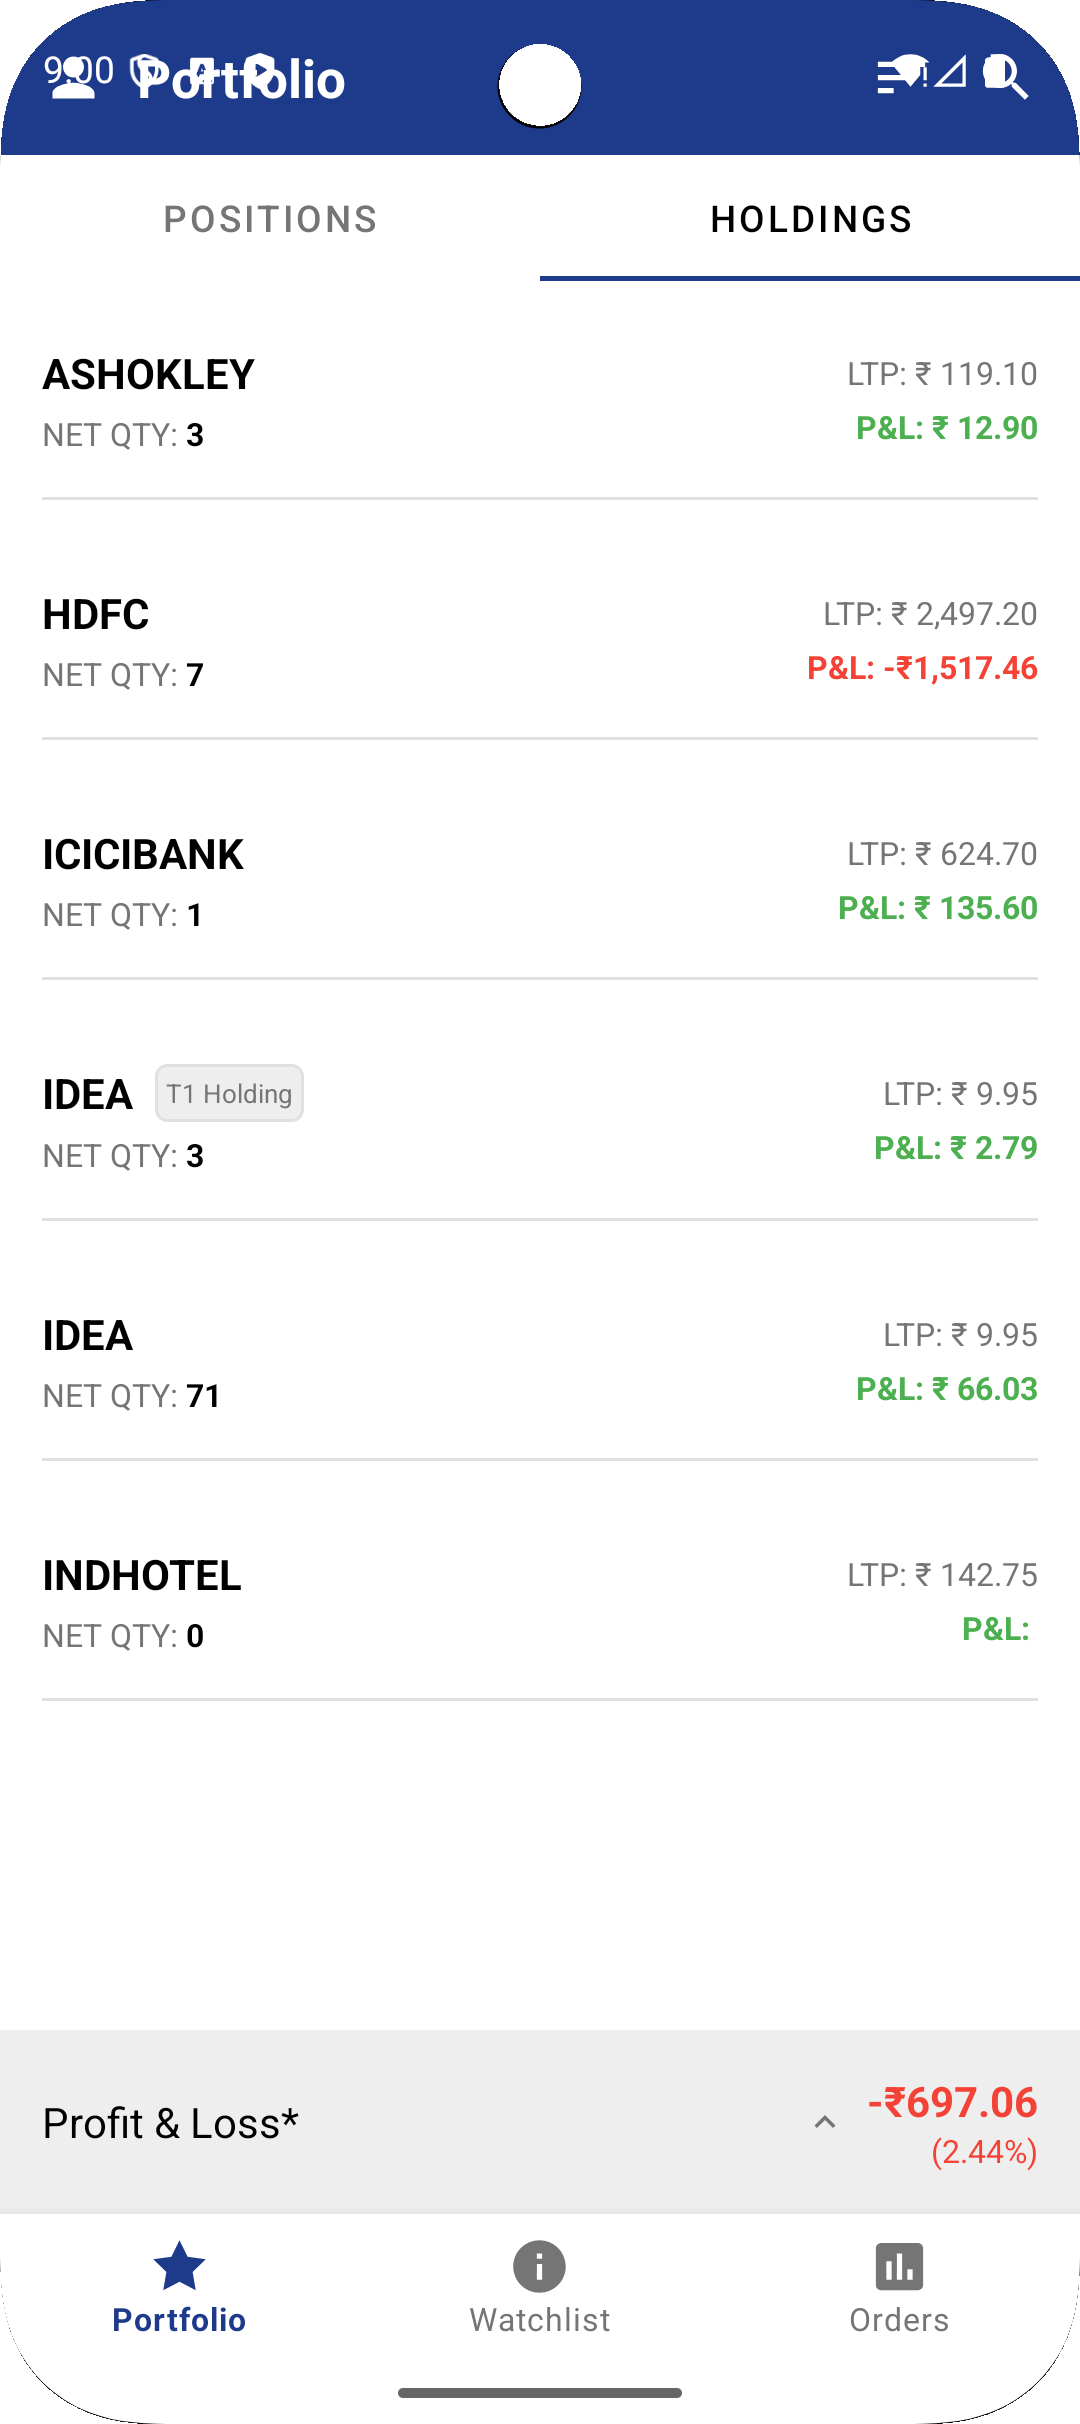 9:00
Portfolio
POSITIONS
HOLDINGS
ASHOKLEY
LTP: ₹ 119.10
NET QTY: 3
P&L: ₹ 12.90
HDFC
LTP: ₹ 2,497.20
NET QTY: 7
P&L: -₹1,517.46
ICICIBANK
LTP: ₹ 624.70
NET QTY: 1
P&L: ₹ 135.60
IDEA
T1 Holding
LTP: ₹ 9.95
NET QTY: 3
P&L: ₹ 2.79
IDEA
LTP: ₹ 9.95
NET QTY: 71
P&L: ₹ 66.03
INDHOTEL
LTP: ₹ 142.75
NET QTY: 0
P&L:
Profit & Loss*
-₹697.06
(2.44%)
Portfolio
Watchlist
Orders